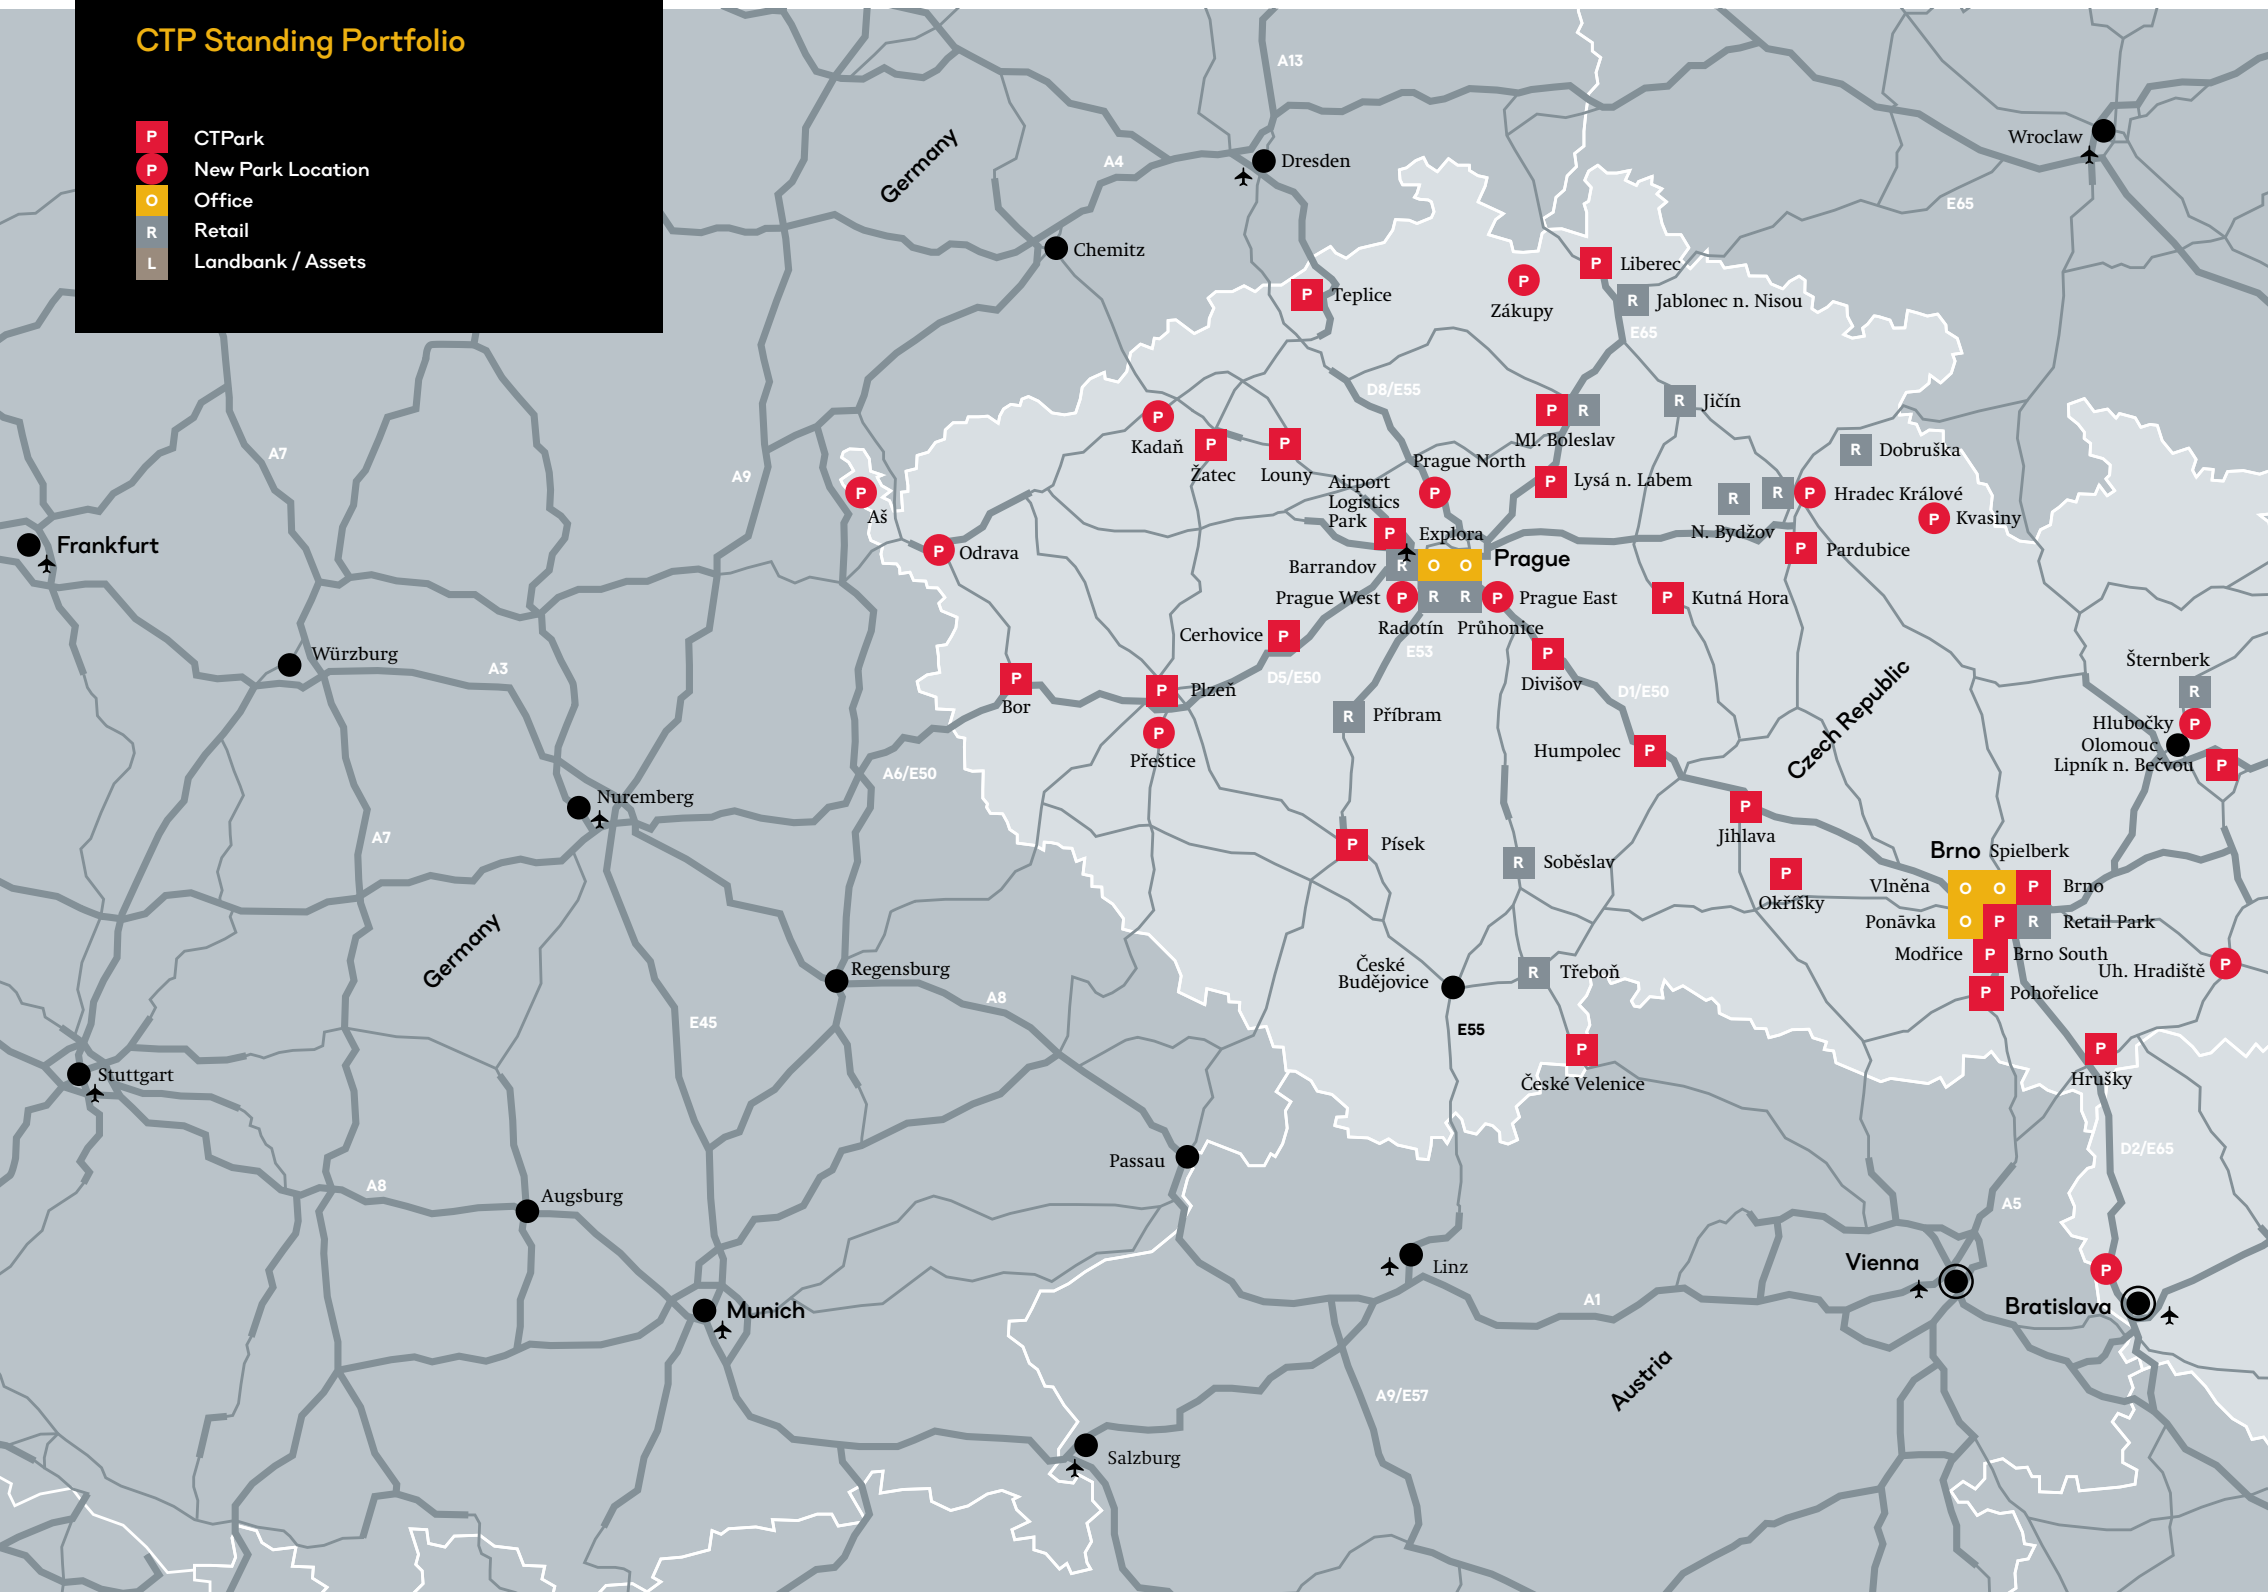 CTP Standing Portfolio
P CTPark
P New Park Location
O Office
R Retail
L Landbank / Assets
A13
Wroclaw
Germany
A4
Dresden
E65
Chemitz
P Liberec
P Teplice
P
Zákupy
R Jablonec n. Nisou
E65
D8/E55
R Jičín
P
Kadaň
P
Žatec
P
Louny
P R
Ml. Boleslav
R Dobruška
A7
A9
Prague North
P
P Lysá n. Labem
Airport
Logistics
Park
P
P
Aš
R
R P Hradec Králové
N. Bydžov
P Kvasiny
Frankfurt
P Odrava
Explora
P Pardubice
Barrandov R O O Prague
Prague West P R R P Prague East
Radotín Průhonice
P Kutná Hora
Cerhovice P
E53
Würzburg
A3
D5/E50
P
Divišov
D1/E50
Šternberk
R
P
Bor
P Plzeň
P
Přeštice
R Příbram
Czech Republic
Hlubočky P
Olomouc
Lipník n. Bečvou P
Humpolec P
A6/E50
Nuremberg
A7
P
Jihlava
P Písek
R Soběslav
Brno Spielberk
P
Okříšky
Vlněna O O P Brno
Ponāvka O P R Retail Park
Modřice P Brno South
Uh. Hradiště P
P Pohořelice
Germany
Regensburg
České
Budějovice
R Třeboň
A8
E45
E55
P
České Velenice
P
Hrušky
Stuttgart
D2/E65
Passau
A8
Augsburg
A5
Linz
Vienna
P
Bratislava
Munich
A1
Austria
A9/E57
Salzburg